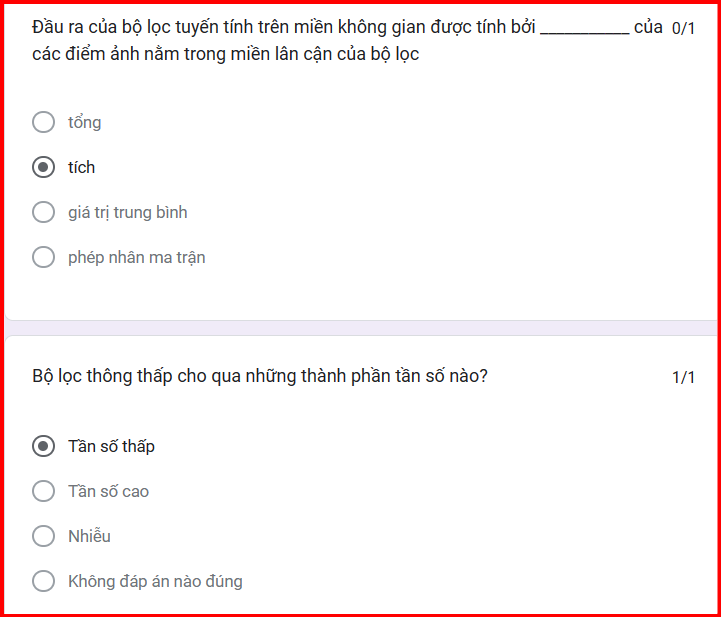 Đầu ra của bộ lọc tuyến tính trên miền không gian được tính bởi ___________ của 0/1
các điểm ảnh nằm trong miền lân cận của bộ lọc
tổng
tích
giá trị trung bình
phép nhân ma trận
Bộ lọc thông thấp cho qua những thành phần tần số nào? 1/1
Tần số thấp
Tần số cao
Nhiễu
Không đáp án nào đúng